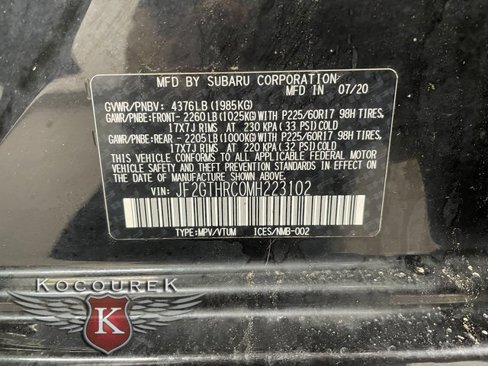 MFD BY SUBARU CORPORATION MFD IN 07/20
GVWR/PNBV: 4376LB (1985KG)
GAWR/PNBE:FRONT- 2260LB (1025KG)WITH P225/60R17 98H TIRES,
17X7J RIMS AT 230 KPA (33 PSI)COLD
GAWR/PNBE:REAR - 2205LB (1000KG)WITH P225/60R17 98H TIRES,
17X7J RIMS AT 220 KPA (32 PSI)COLD
THIS VEHICLE CONFORMS TO ALL APPLICABLE FEDERAL MOTOR
VEHICLE SAFETY AND THEFT PREVENTION STANDARDS IN EFFECT ON
THE DATE OF MANUFACTURE SHOWN ABOVE.
VIN: JF2GTHRC0MH223102
TYPE:MPV/VTUM ICES/NMB-002
KOCOUREK
K